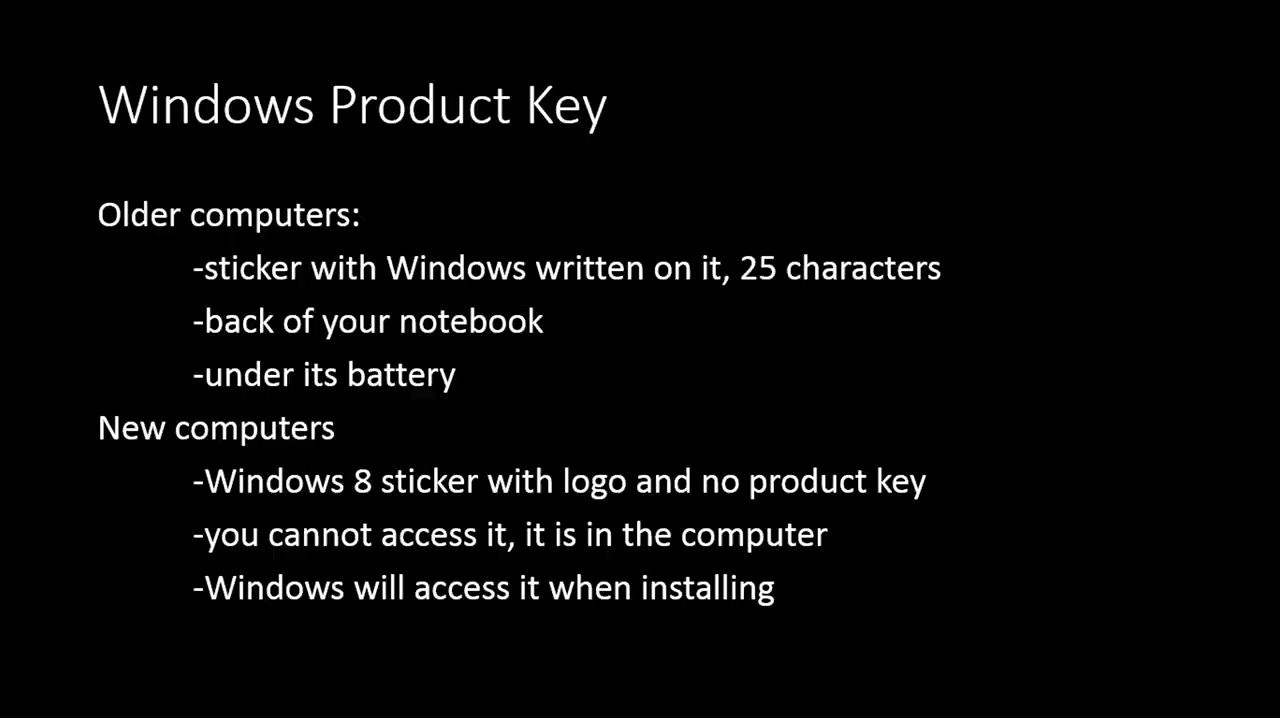 Windows Product Key
Older computers:
-sticker with Windows written on it, 25 characters
-back of your notebook
-under its battery
New computers
-Windows 8 sticker with logo and no product key
-you cannot access it, it is in the computer
-Windows will access it when installing